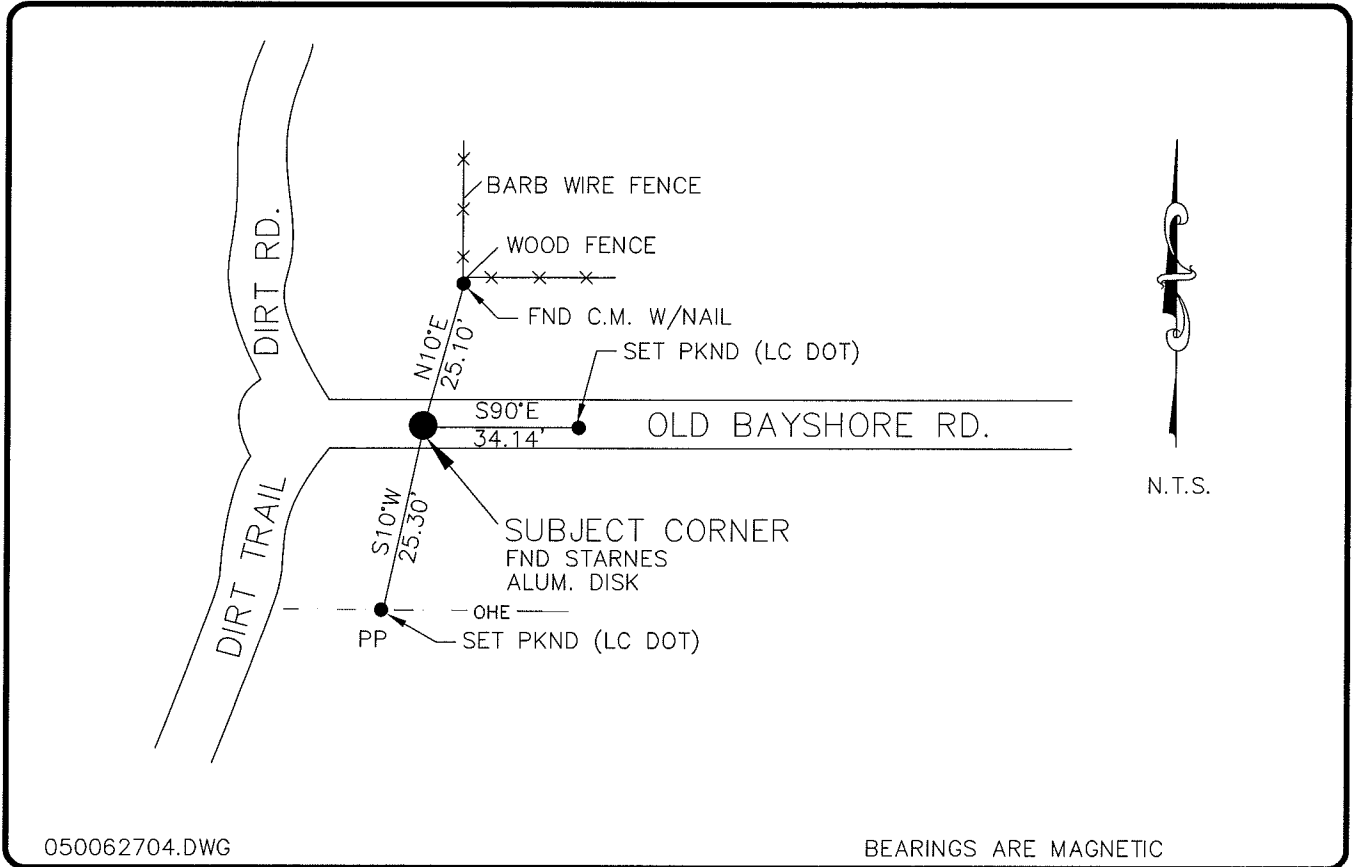 BARB WIRE FENCE
DIRT RD.
WOOD FENCE
FND C.M. W/NAIL
N10°E
25.10'
SET PKND (LC DOT)
S90°E
34.14'
OLD BAYSHORE RD.
N.T.S.
S10°W
25.30'
SUBJECT CORNER
FND STARNES
ALUM. DISK
DIRT TRAIL
OHE
PP
SET PKND (LC DOT)
050062704.DWG
BEARINGS ARE MAGNETIC